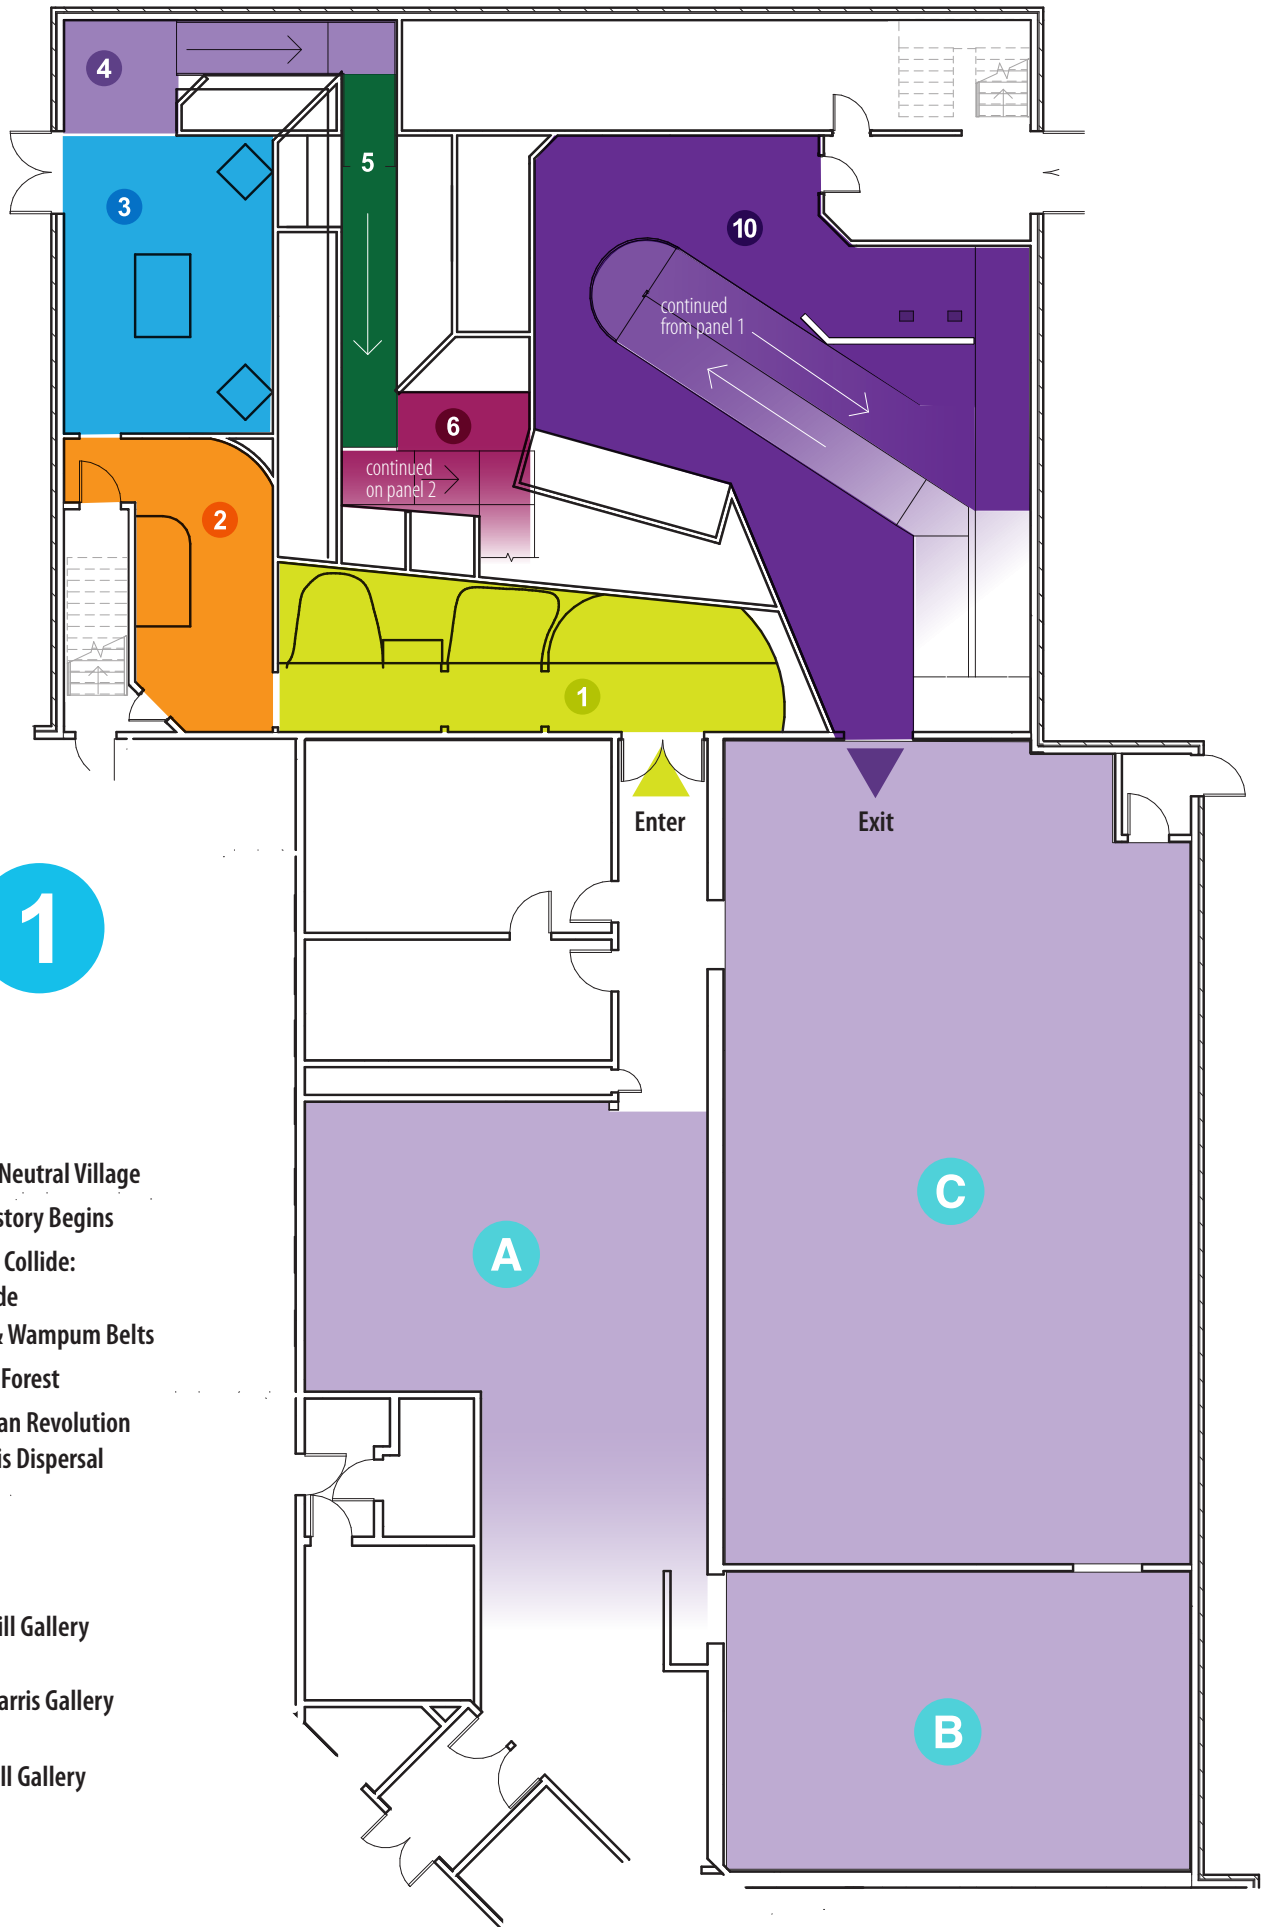 4
5
3
10
continued
from panel 1
6
continued
on panel 2
2
1
Enter
Exit
1
Neutral Village
story Begins
Collide:
de
& Wampum Belts
Forest
an Revolution
is Dispersal
C
A
ill Gallery
arris Gallery
ll Gallery
B